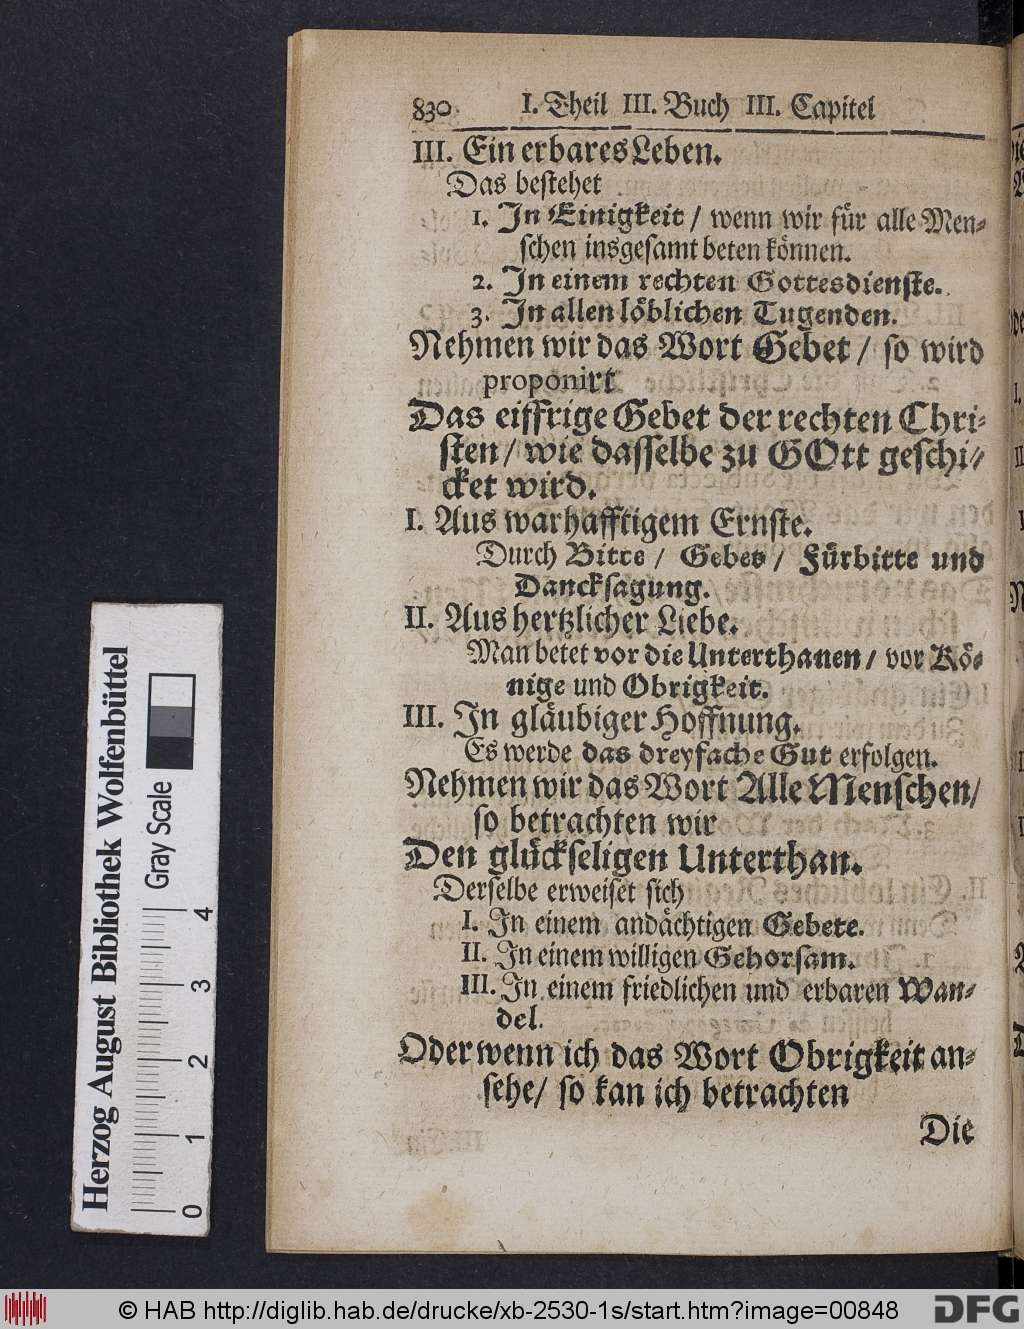 830 I. Theil III. Buch III. Capitel
III. Ein erbares Leben.
Das bestehet
1. In Einigkeit / wenn wir für alle Men-
schen insgesamt beten können.
2. In einem rechten Gottesdienste.
3. In allen löblichen Tugenden.
Nehmen wir das Wort Gebet / so wird
proponirt
Das eiffrige Gebet der rechten Chri-
sten / wie dasselbe zu GOtt geschi-
cket wird.
I. Aus warhafftigem Ernste.
Durch Bitte / Gebet / Fürbitte und
Dancksagung.
II. Aus hertzlicher Liebe.
Man betet vor die Unterthanen / vor Kö-
nige und Obrigkeit.
III. In gläubiger Hoffnung.
Es werde das dreyfache Gut erfolgen.
Nehmen wir das Wort Alle Menschen /
so betrachten wir
Den glückseligen Unterthan.
Derselbe erweiset sich
I. In einem andächtigen Gebete.
II. In einem willigen Gehorsam.
III. In einem friedlichen und erbaren Wan-
del.
Oder wenn ich das Wort Obrigkeit an-
sehe / so kan ich betrachten
Die
Herzog August Bibliothek Wolfenbüttel
Gray Scale
0 1 2 3 4
© HAB http://diglib.hab.de/drucke/xb-2530-1s/start.htm?image=00848
DFG